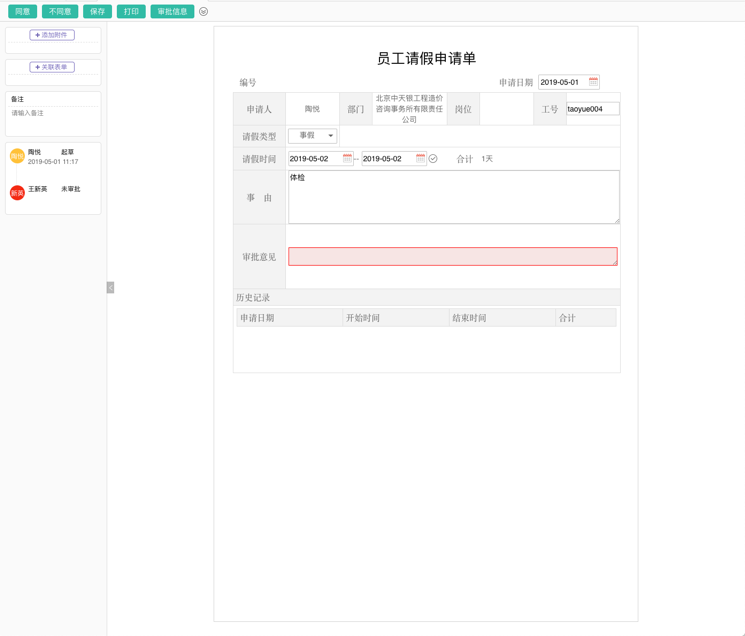 同意 不同意 保存 打印 审批信息
+ 添加附件
+ 关联表单
备注
请输入备注
陶悦 陶悦 起草
2019-05-01 11:17
新英 王新英 未审批
员工请假申请单
编号 申请日期 2019-05-01
申请人 陶悦 部门 北京中天银工程造价
咨询事务所有限责任
公司 岗位 工号 taoyue004
请假类型 事假
请假时间 2019-05-02 -- 2019-05-02 合计 1天
事 由 体检
审批意见
历史记录
申请日期 开始时间 结束时间 合计